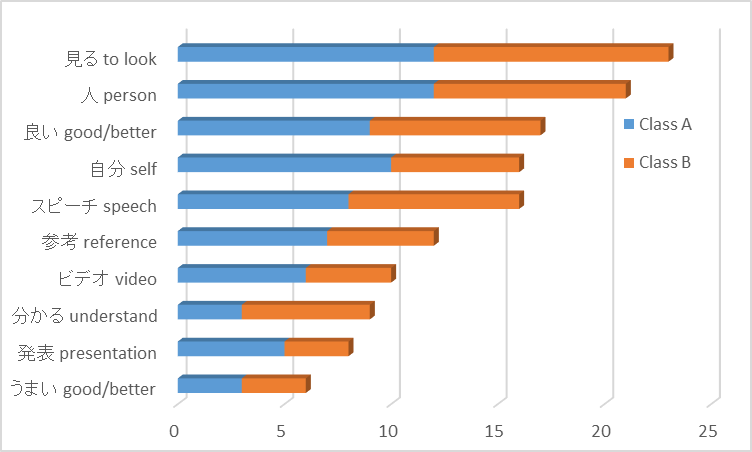 見る to look
人 person
良い good/better
自分 self
スピーチ speech
参考 reference
ビデオ video
分かる understand
発表 presentation
うまい good/better
Class A
Class B
0 5 10 15 20 25